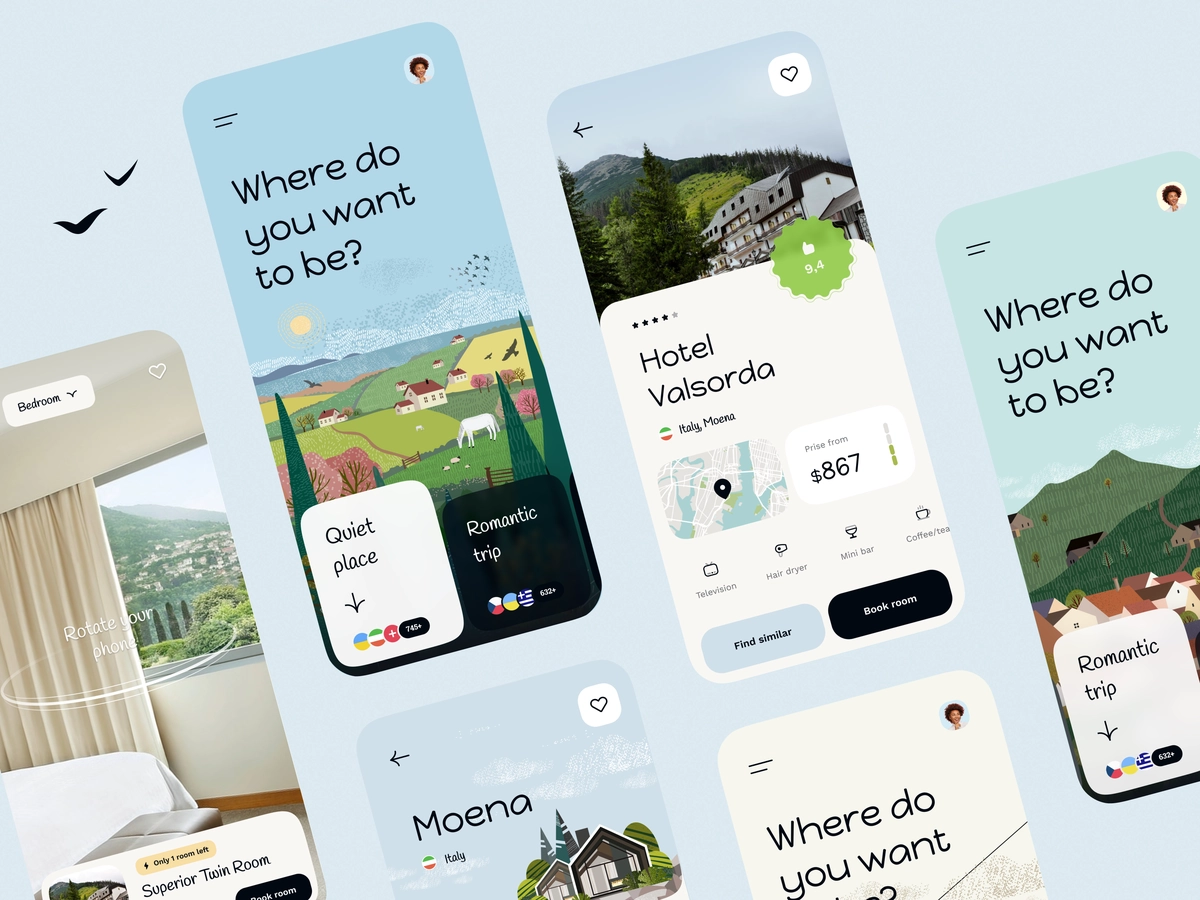 Where do
you want
to be?
Quiet
place
745+
Romantic
trip
632+
9,4
Hotel
Valsorda
Italy, Moena
Prise from
$867
Television
Hair dryer
Mini bar
Coffee/tea
Find similar
Book room
Where do
you want
to be?
Romantic
trip
632+
Bedroom
Rotate your
phone
Only 1 room left
Superior Twin Room
Book room
Moena
Italy
Where do
you want
to be?